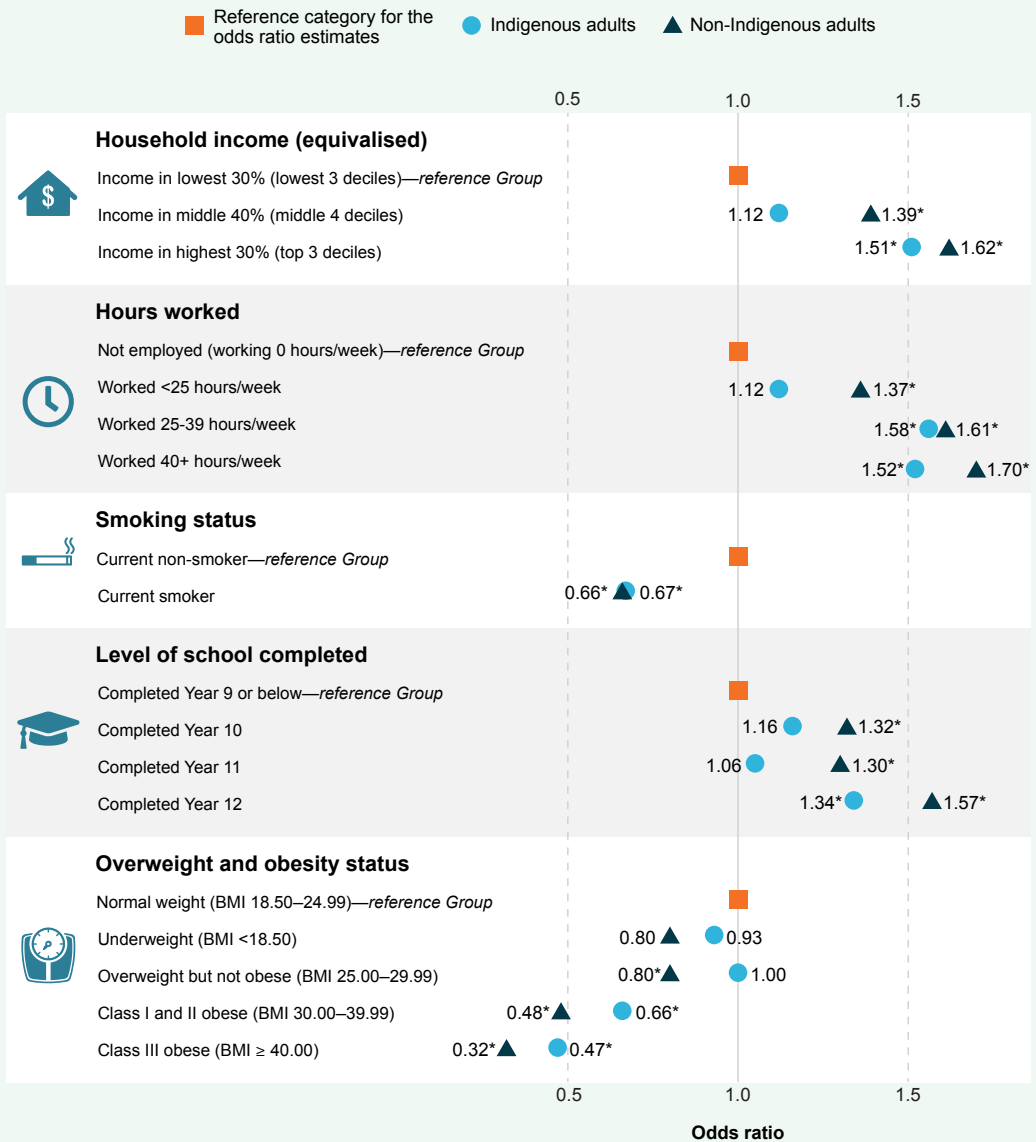 Reference category for the
odds ratio estimates
Indigenous adults
Non-Indigenous adults
0.5 1.0 1.5
Household income (equivalised)
$
Income in lowest 30% (lowest 3 deciles)—reference Group
Income in middle 40% (middle 4 deciles) 1.12 1.39*
Income in highest 30% (top 3 deciles) 1.51* 1.62*
Hours worked
Not employed (working 0 hours/week)—reference Group
Worked <25 hours/week 1.12 1.37*
Worked 25-39 hours/week 1.58* 1.61*
Worked 40+ hours/week 1.52* 1.70*
Smoking status
Current non-smoker—reference Group
Current smoker 0.66* 0.67*
Level of school completed
Completed Year 9 or below—reference Group
Completed Year 10 1.16 1.32*
Completed Year 11 1.06 1.30*
Completed Year 12 1.34* 1.57*
Overweight and obesity status
Normal weight (BMI 18.50–24.99)—reference Group
Underweight (BMI <18.50) 0.80 0.93
Overweight but not obese (BMI 25.00–29.99) 0.80* 1.00
Class I and II obese (BMI 30.00–39.99) 0.48* 0.66*
Class III obese (BMI ≥ 40.00) 0.32* 0.47*
0.5 1.0 1.5
Odds ratio